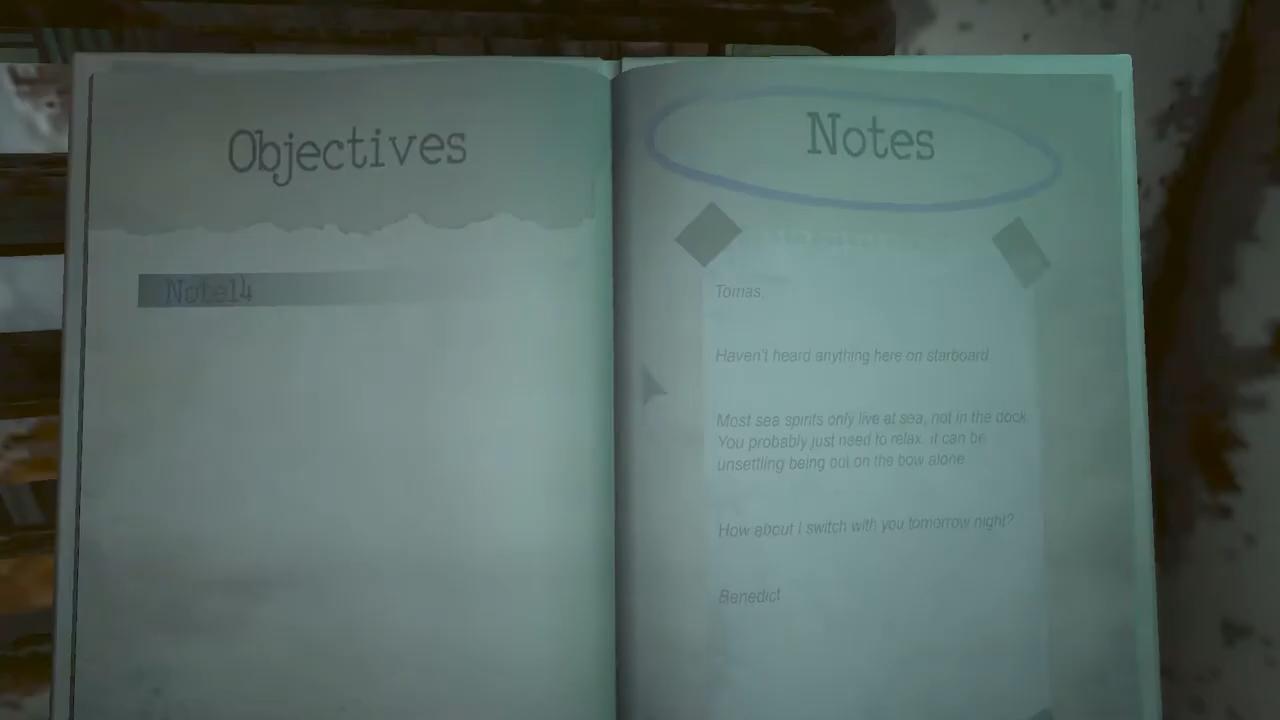 Objectives
Note14
Notes
Tomas,
Haven't heard anything here on starboard
Most sea spirits only live at sea, not in the dock.
You probably just need to relax. it can be
unsettling being out on the bow alone
How about I switch with you tomorrow night?
Benedict